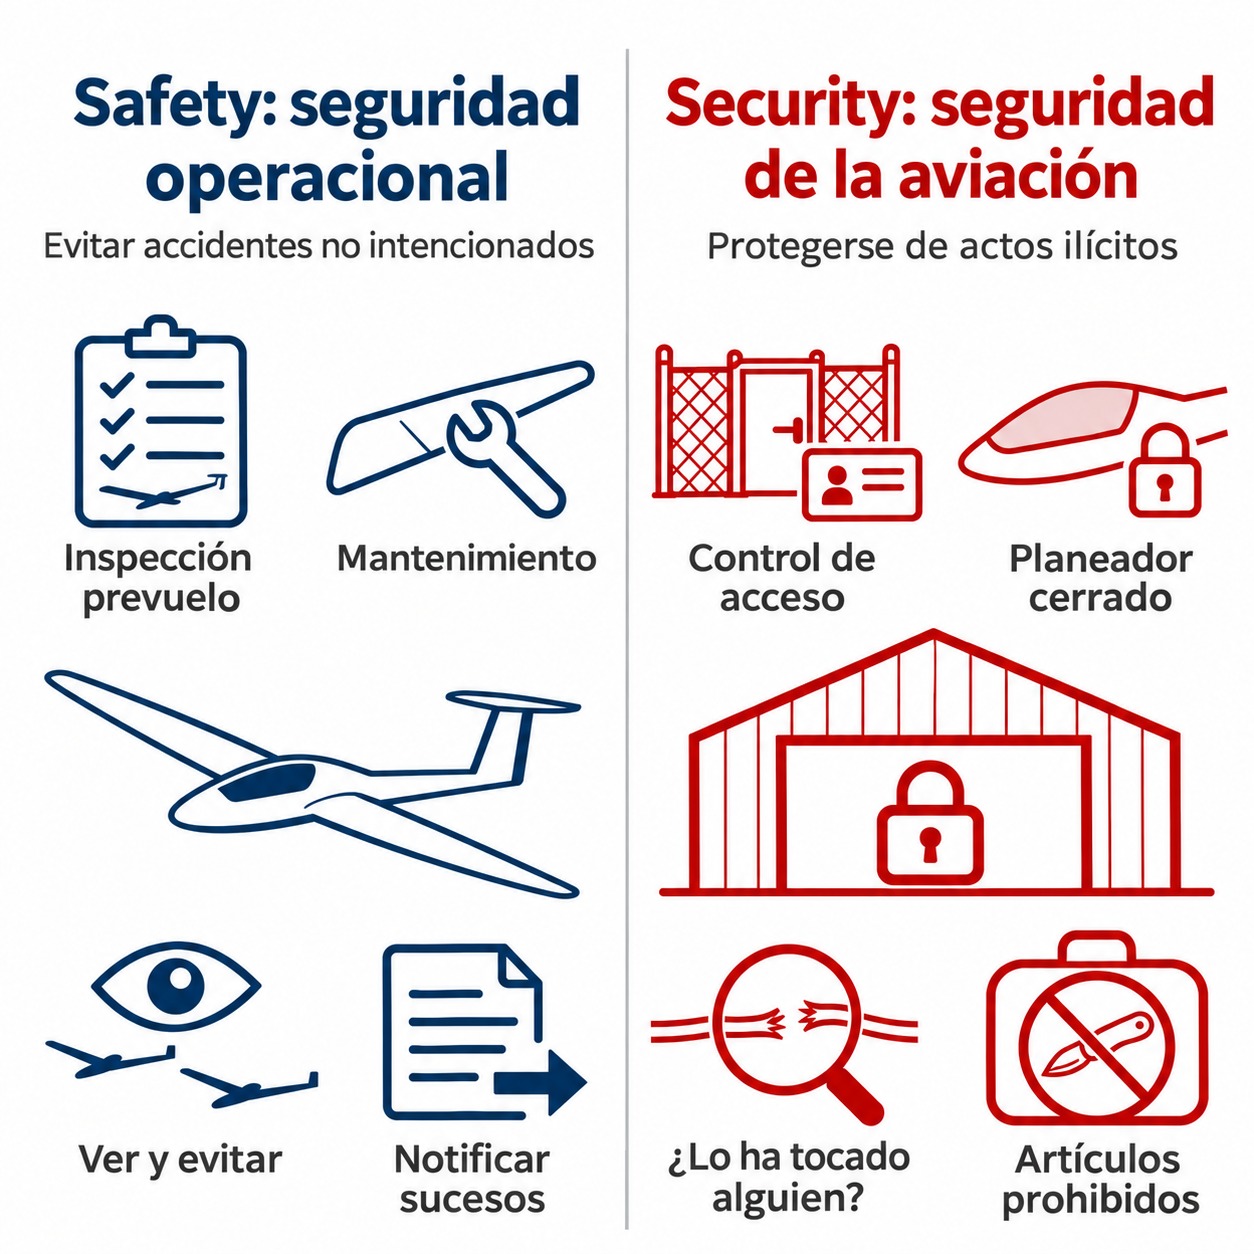 Safety: seguridad
operacional
Evitar accidentes no intencionados
Inspección
prevuelo
Mantenimiento
Ver y evitar
Notificar
sucesos
Security: seguridad
de la aviación
Protegerse de actos ilícitos
Control de
acceso
Planeador
cerrado
¿Lo ha tocado
alguien?
Artículos
prohibidos